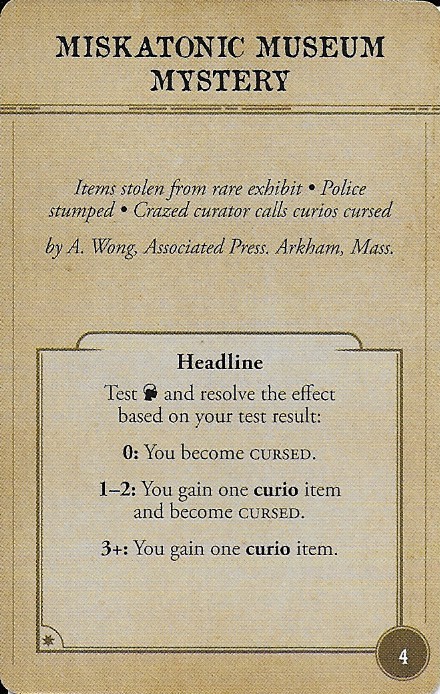 MISKATONIC MUSEUM
MYSTERY
Items stolen from rare exhibit • Police
stumped • Crazed curator calls curios cursed
by A. Wong, Associated Press. Arkham, Mass.
Headline
Test and resolve the effect
based on your test result:
0: You become CURSED.
1–2: You gain one curio item
and become CURSED.
3+: You gain one curio item.
4